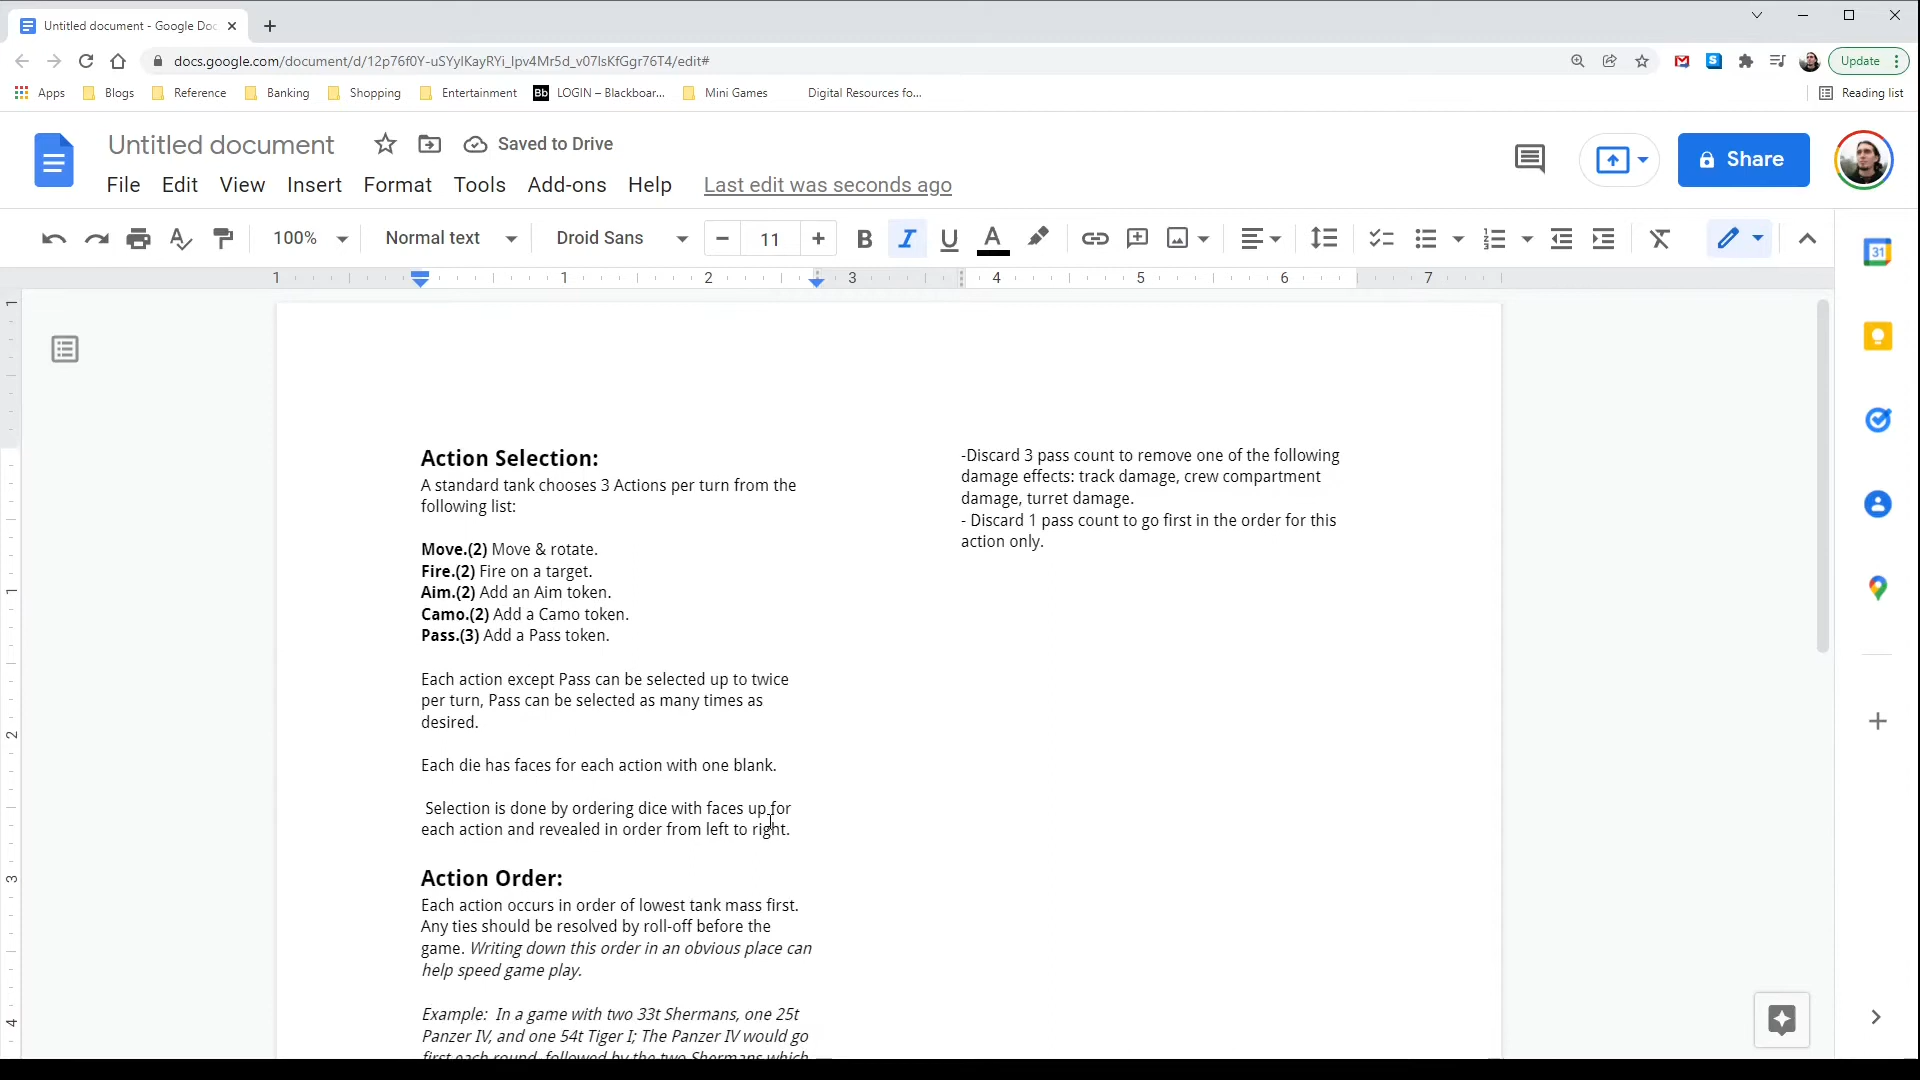 Untitled document - Google Doc
docs.google.com/document/d/12p76f0Y-uSYylKayRYi_lpv4Mr5d_v07lsKfGgr76T4/edit#
Update
Apps
Blogs
Reference
Banking
Shopping
Entertainment
Bb LOGIN – Blackboar...
Mini Games
Digital Resources fo...
Reading list
Untitled document
Saved to Drive
Share
File Edit View Insert Format Tools Add-ons Help Last edit was seconds ago
100% Normal text Droid Sans 11 B I U A
1 1 2 3 4 5 6 7
31
Action Selection:
A standard tank chooses 3 Actions per turn from the
following list:
Move.(2) Move & rotate.
Fire.(2) Fire on a target.
Aim.(2) Add an Aim token.
Camo.(2) Add a Camo token.
Pass.(3) Add a Pass token.
Each action except Pass can be selected up to twice
per turn, Pass can be selected as many times as
desired.
Each die has faces for each action with one blank.
Selection is done by ordering dice with faces up for
each action and revealed in order from left to right.
Action Order:
Each action occurs in order of lowest tank mass first.
Any ties should be resolved by roll-off before the
game. Writing down this order in an obvious place can
help speed game play.
Example: In a game with two 33t Shermans, one 25t
Panzer IV, and one 54t Tiger I; The Panzer IV would go
first each round, followed by the two Shermans which
-Discard 3 pass count to remove one of the following
damage effects: track damage, crew compartment
damage, turret damage.
- Discard 1 pass count to go first in the order for this
action only.
1
1
2
3
4